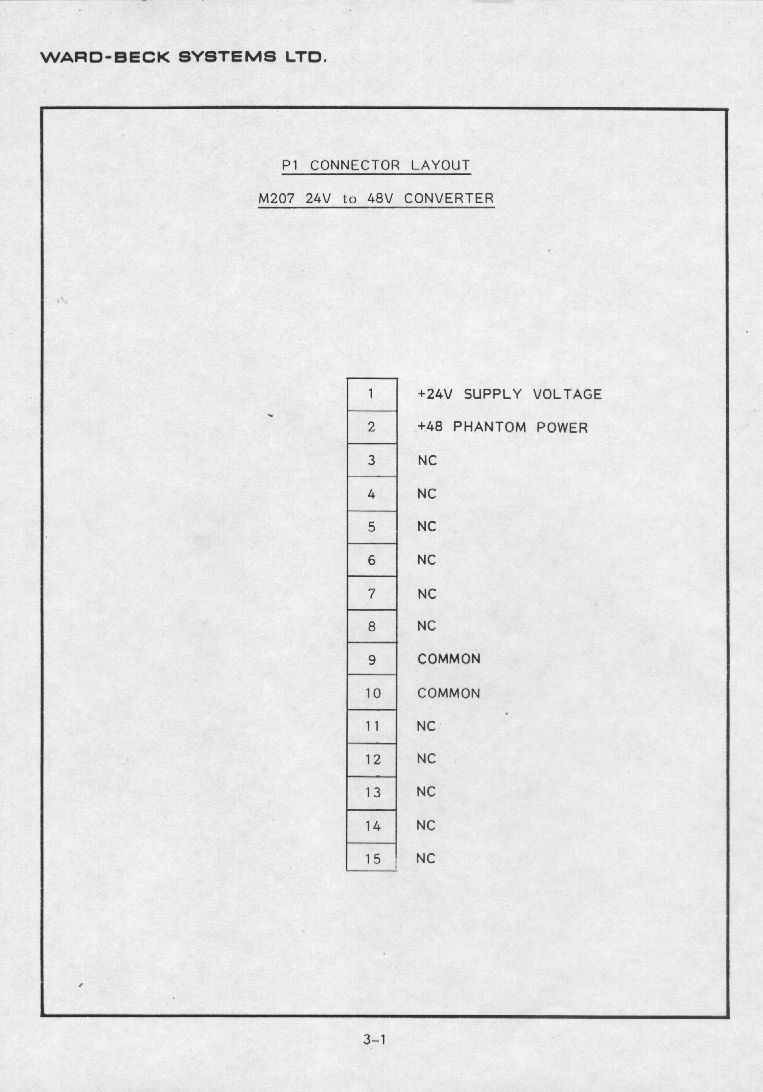 WARD-BECK SYSTEMS LTD.
P1 CONNECTOR LAYOUT
M207 24V to 48V CONVERTER
1 +24V SUPPLY VOLTAGE
2 +48 PHANTOM POWER
3 NC
4 NC
5 NC
6 NC
7 NC
8 NC
9 COMMON
10 COMMON
11 NC
12 NC
13 NC
14 NC
15 NC
3-1